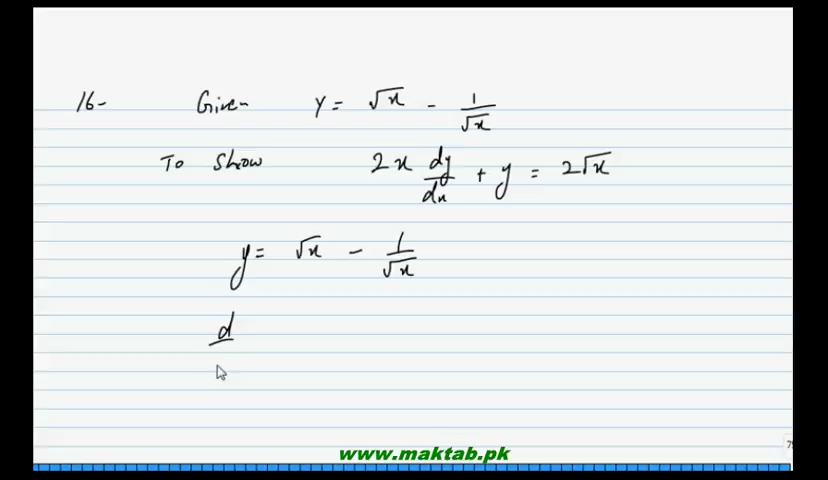 16- Given Y = √x - 1/√x
To Show 2x dy/dx + y = 2√x
y = √x - 1/√x
d
www.maktab.pk